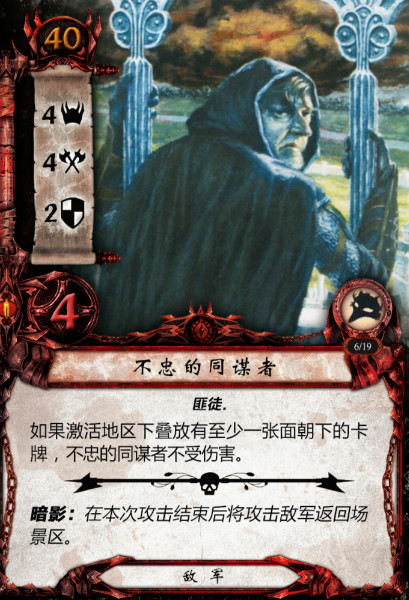 40
4
4
2
4
6/19
不忠的同谋者
匪徒.
如果激活地区下叠放有至少一张面朝下的卡
牌，不忠的同谋者不受伤害。
暗影：在本次攻击结束后将攻击敌军返回场
景区。
敌军